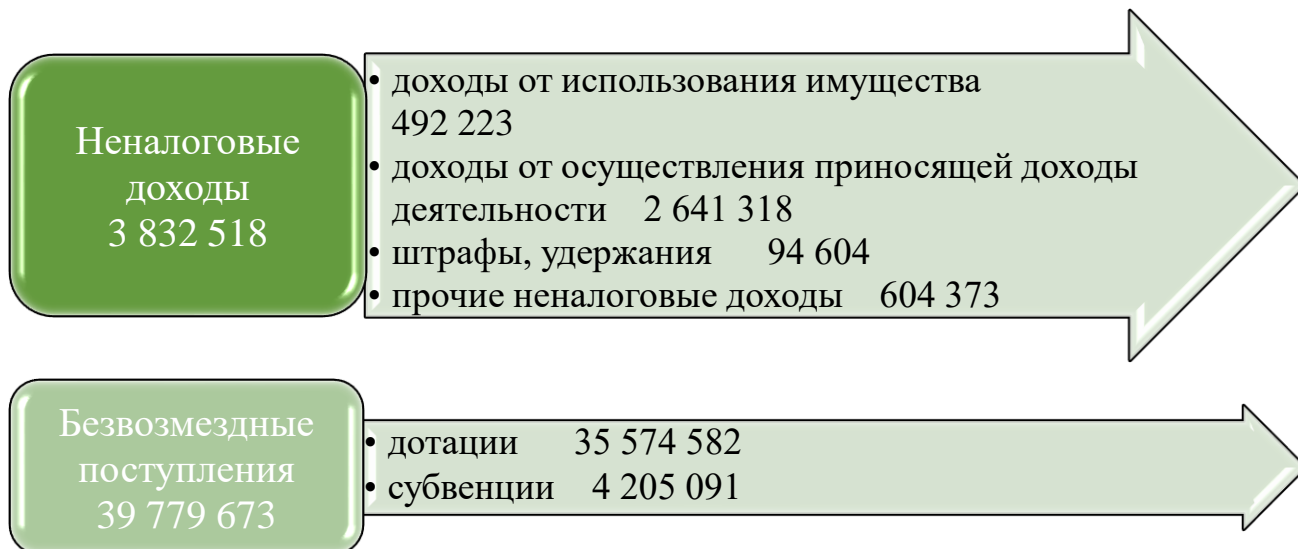 Неналоговые
доходы
3 832 518
• доходы от использования имущества
492 223
• доходы от осуществления приносящей доходы
деятельности 2 641 318
• штрафы, удержания 94 604
• прочие неналоговые доходы 604 373
Безвозмездные
поступления
39 779 673
• дотации 35 574 582
• субвенции 4 205 091